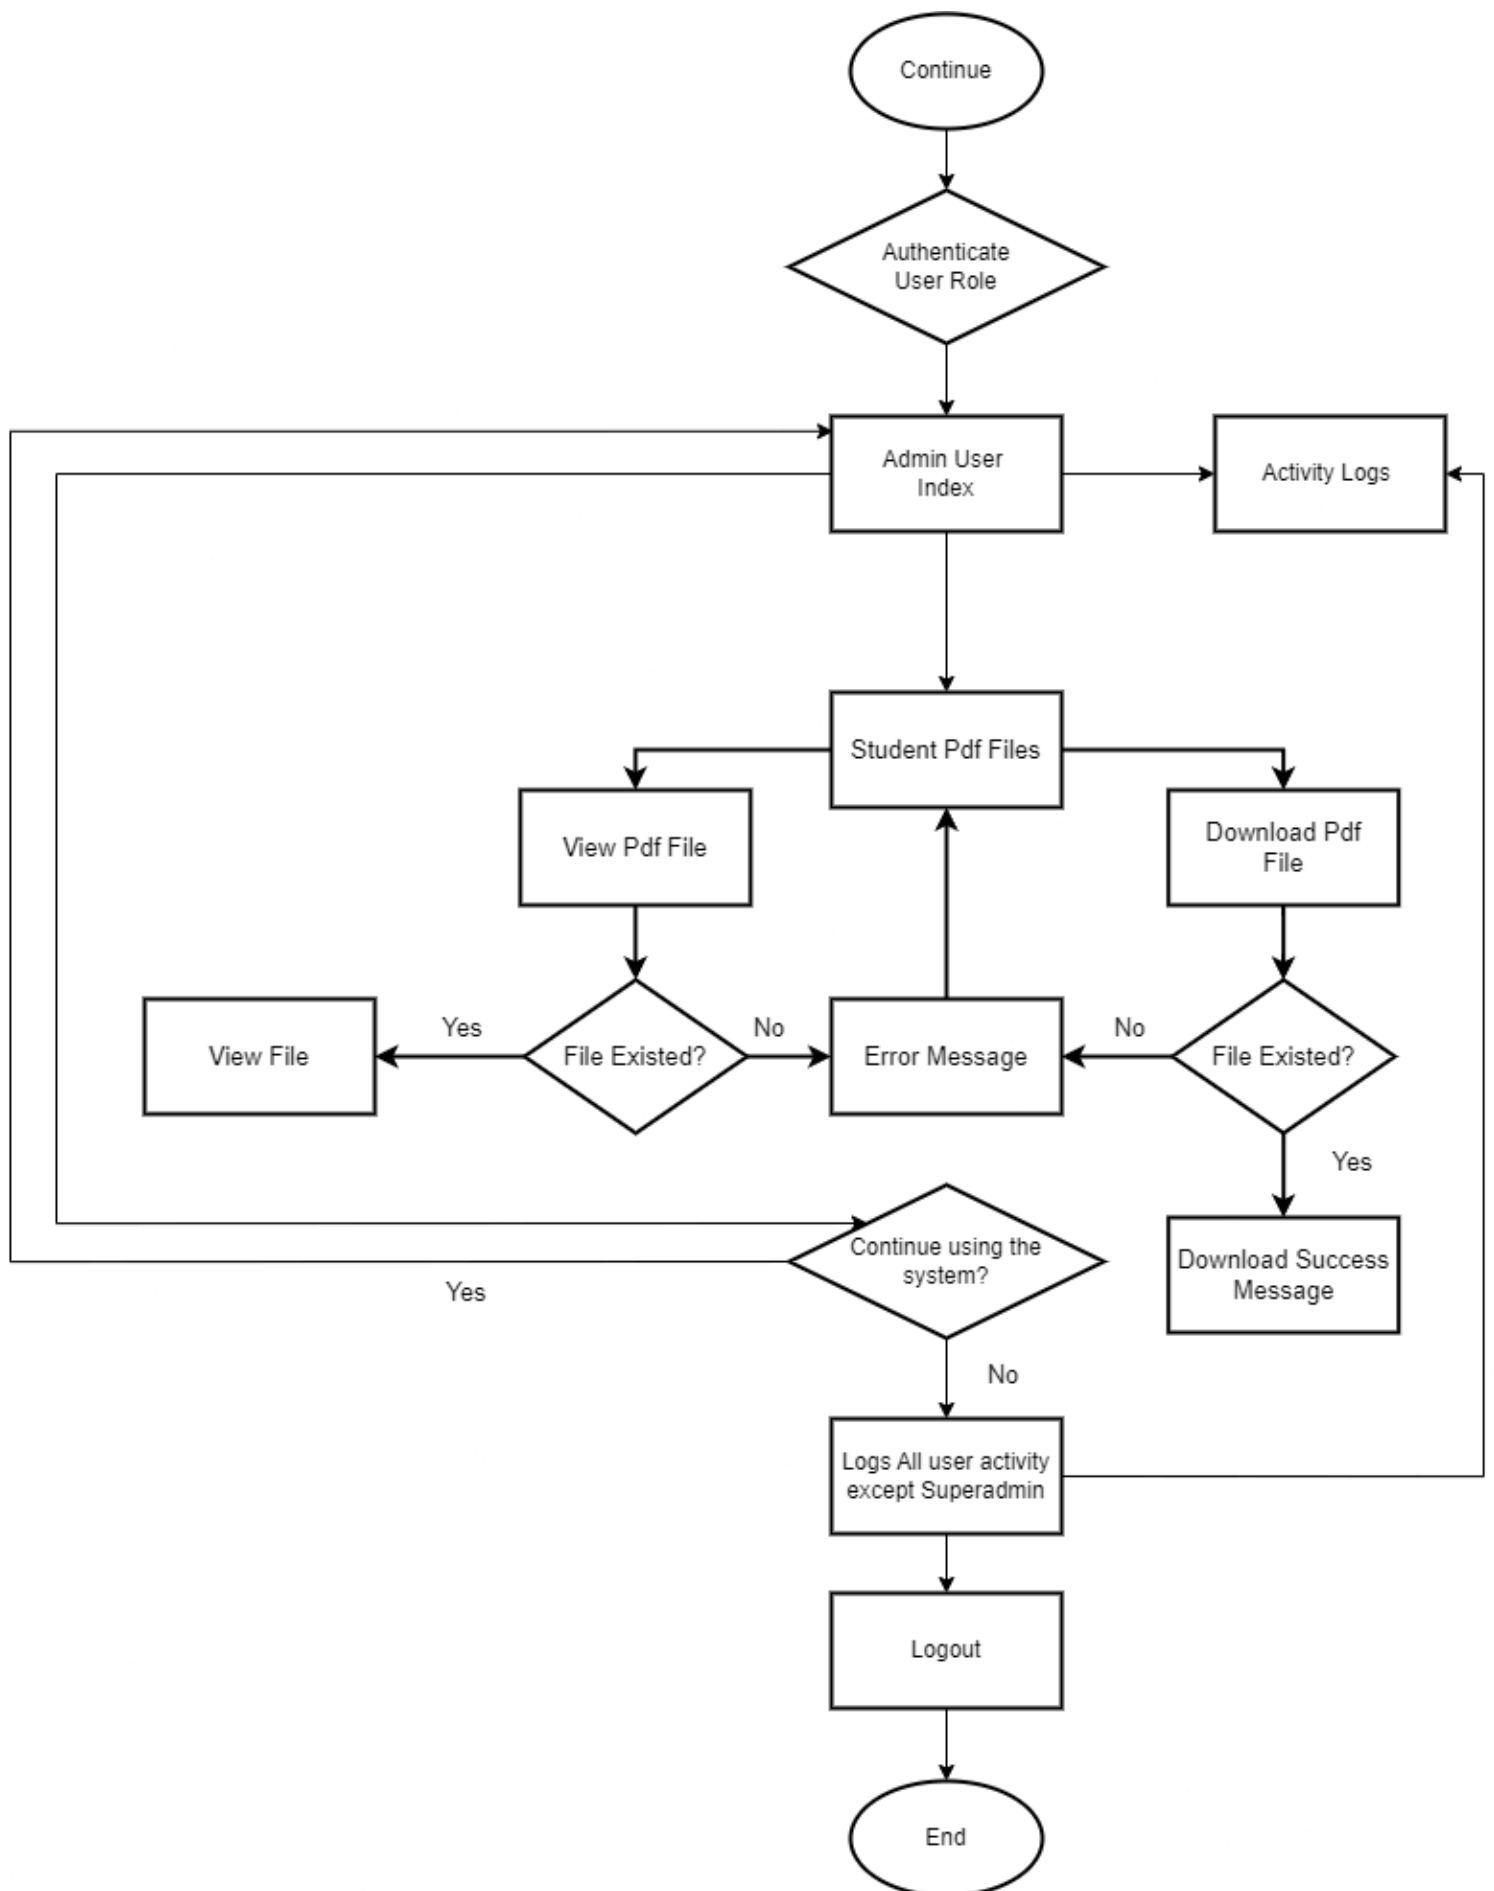 Continue
Authenticate
User Role
Admin User
Index
Activity Logs
Student Pdf Files
View Pdf File
Download Pdf
File
View File
Yes
File Existed?
No
Error Message
No
File Existed?
Yes
Continue using the
system?
Yes
Download Success
Message
No
Logs All user activity
except Superadmin
Logout
End